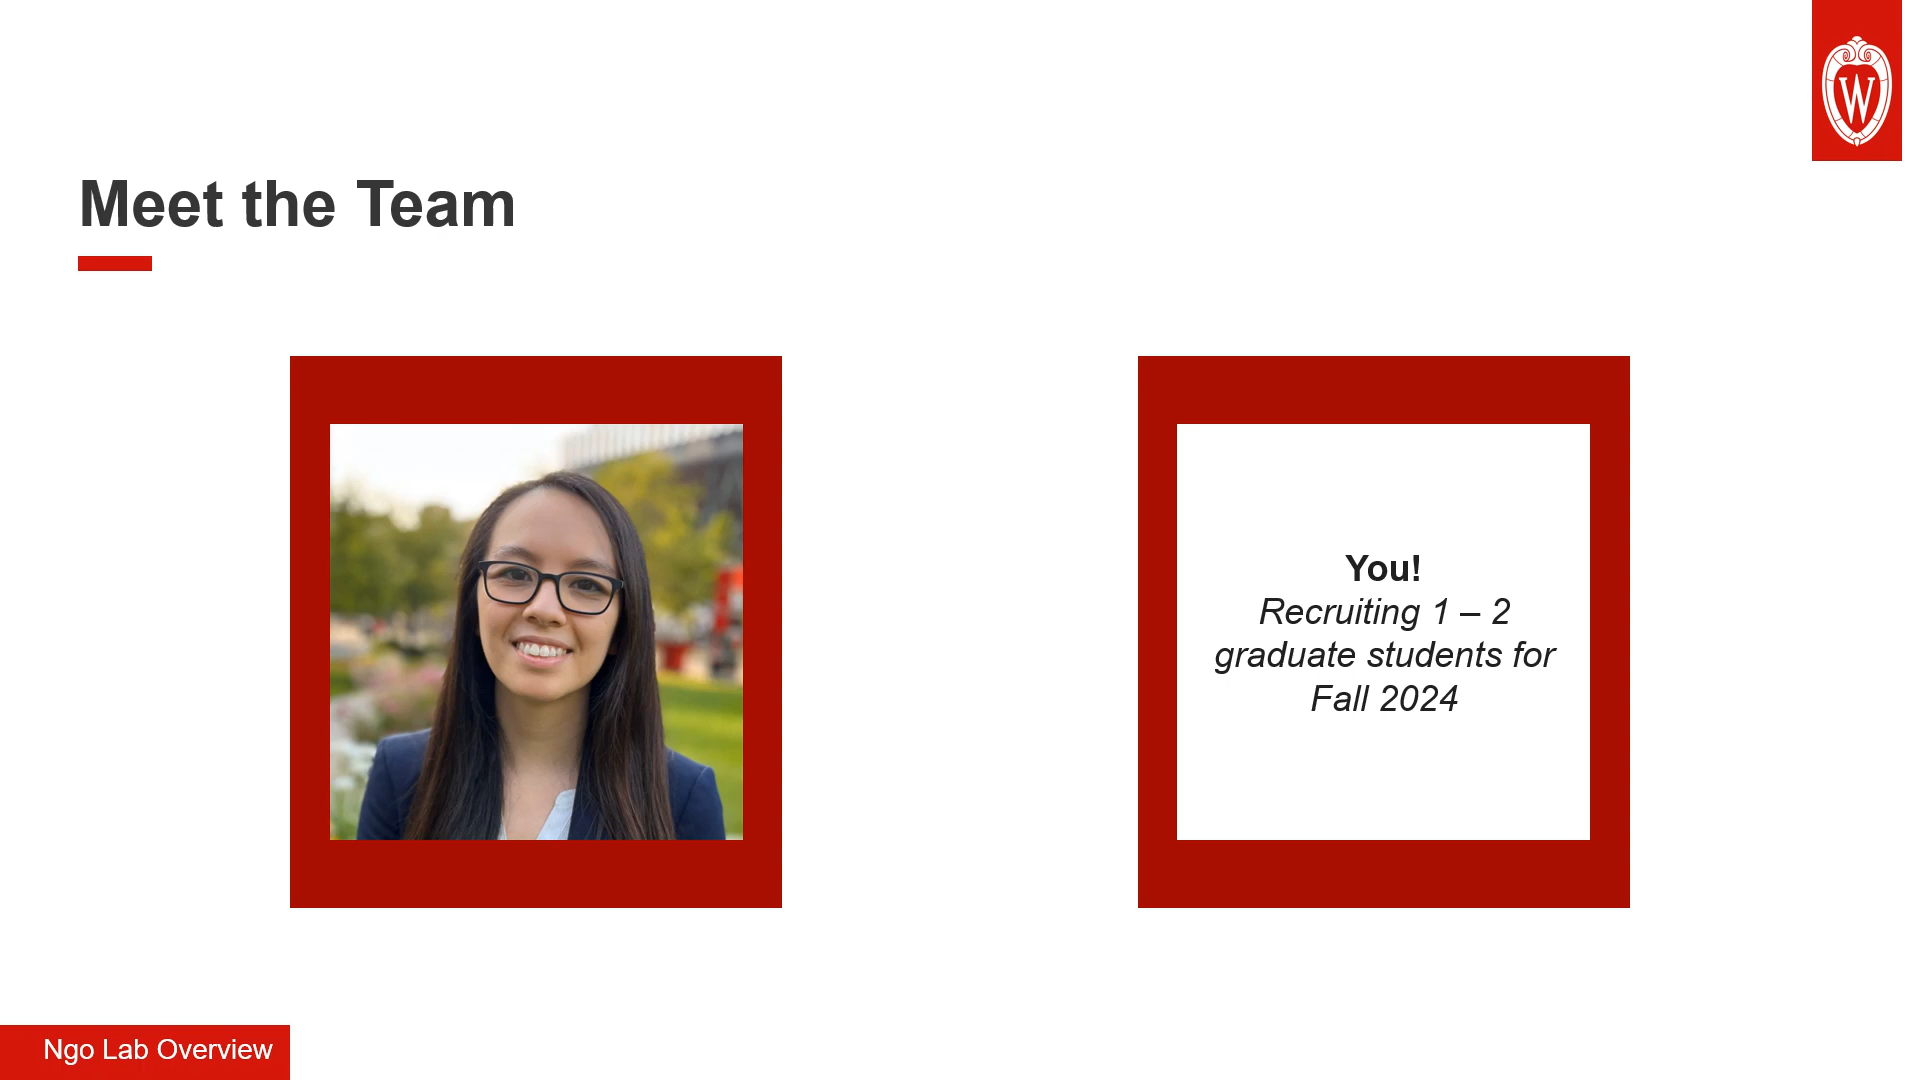 W
Meet the Team
You!
Recruiting 1 – 2
graduate students for
Fall 2024
Ngo Lab Overview